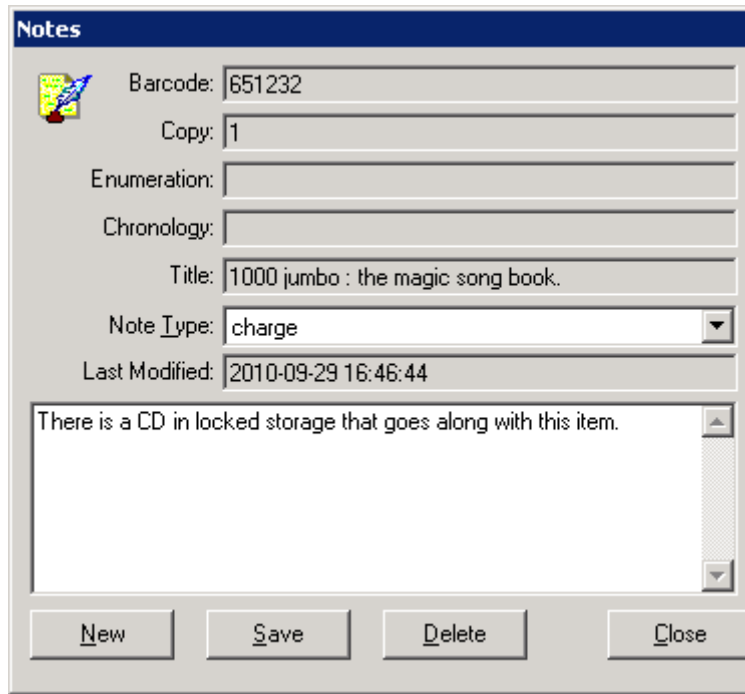 Notes
Barcode: 651232
Copy: 1
Enumeration:
Chronology:
Title: 1000 jumbo : the magic song book.
Note Type: charge
Last Modified: 2010-09-29 16:46:44
There is a CD in locked storage that goes along with this item.
New Save Delete Close